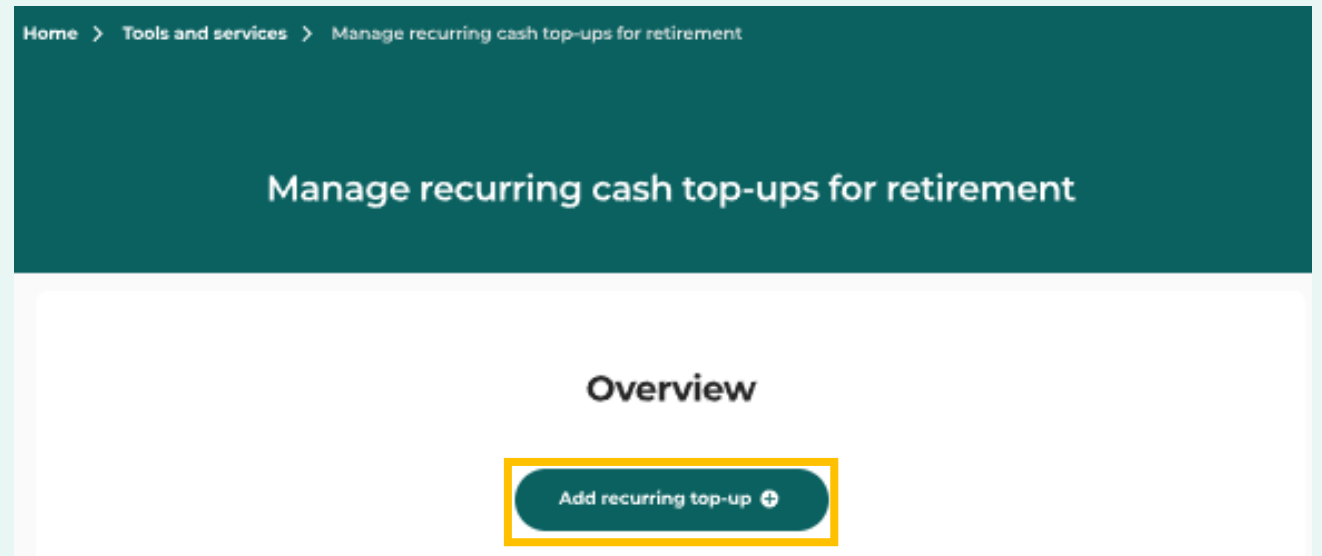 Home > Tools and services > Manage recurring cash top-ups for retirement
Manage recurring cash top-ups for retirement
Overview
Add recurring top-up